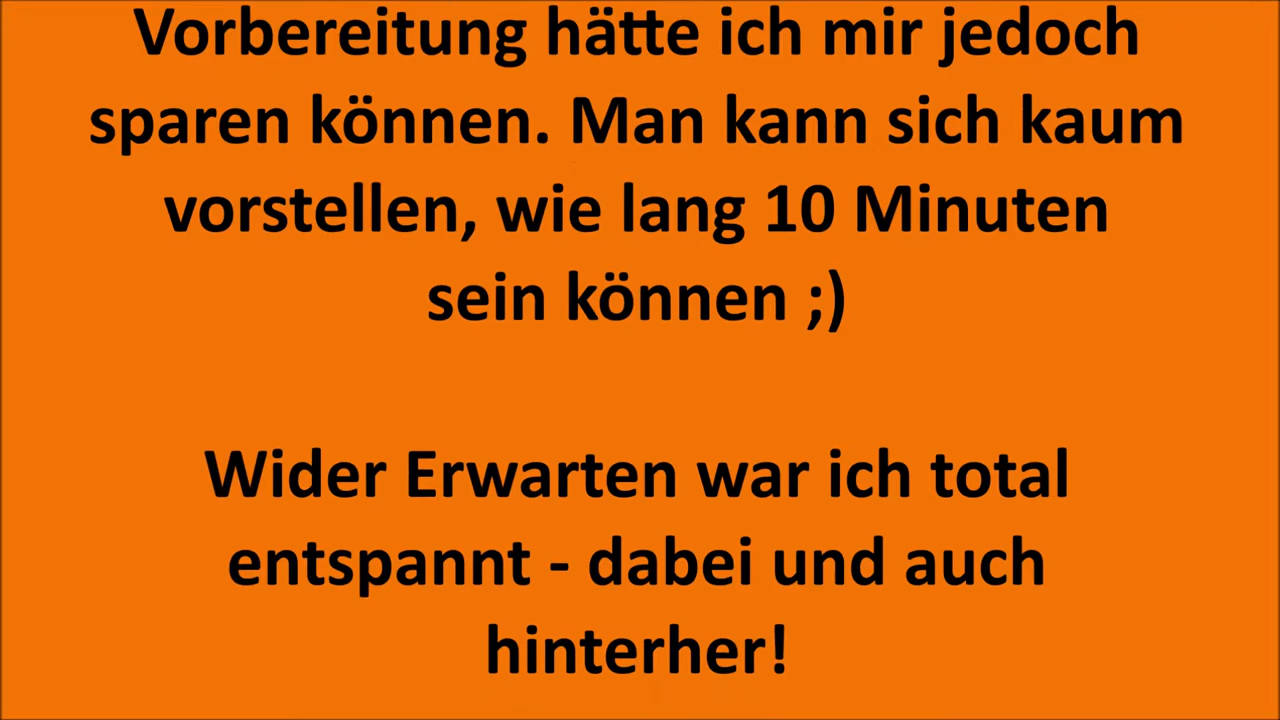 Vorbereitung hätte ich mir jedoch
sparen können. Man kann sich kaum
vorstellen, wie lang 10 Minuten
sein können ;)
Wider Erwarten war ich total
entspannt - dabei und auch
hinterher!